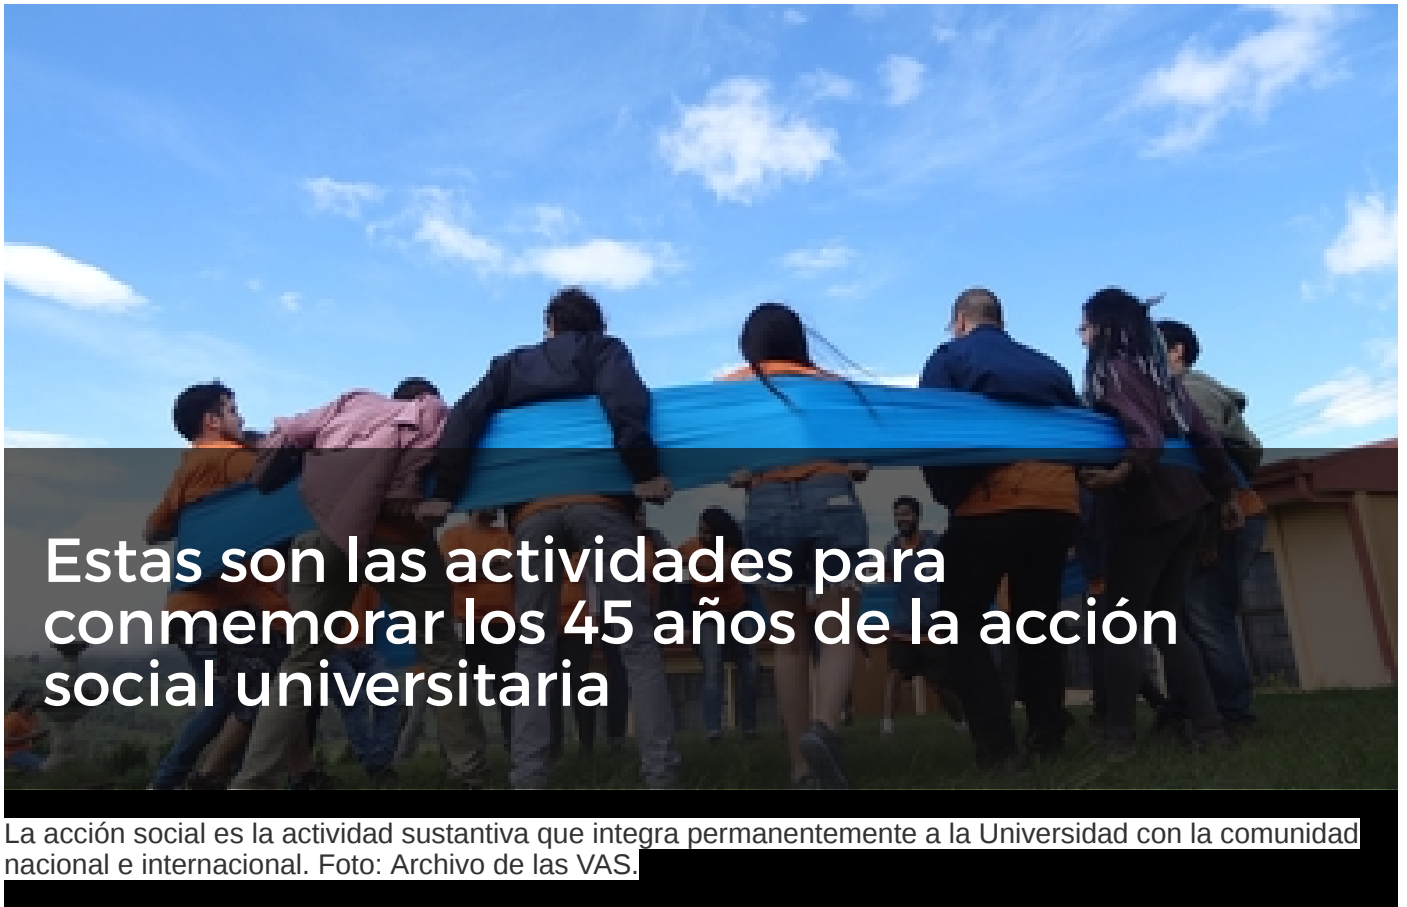 Estas son las actividades para
conmemorar los 45 años de la acción
social universitaria
La acción social es la actividad sustantiva que integra permanentemente a la Universidad con la comunidad
nacional e internacional. Foto: Archivo de las VAS.